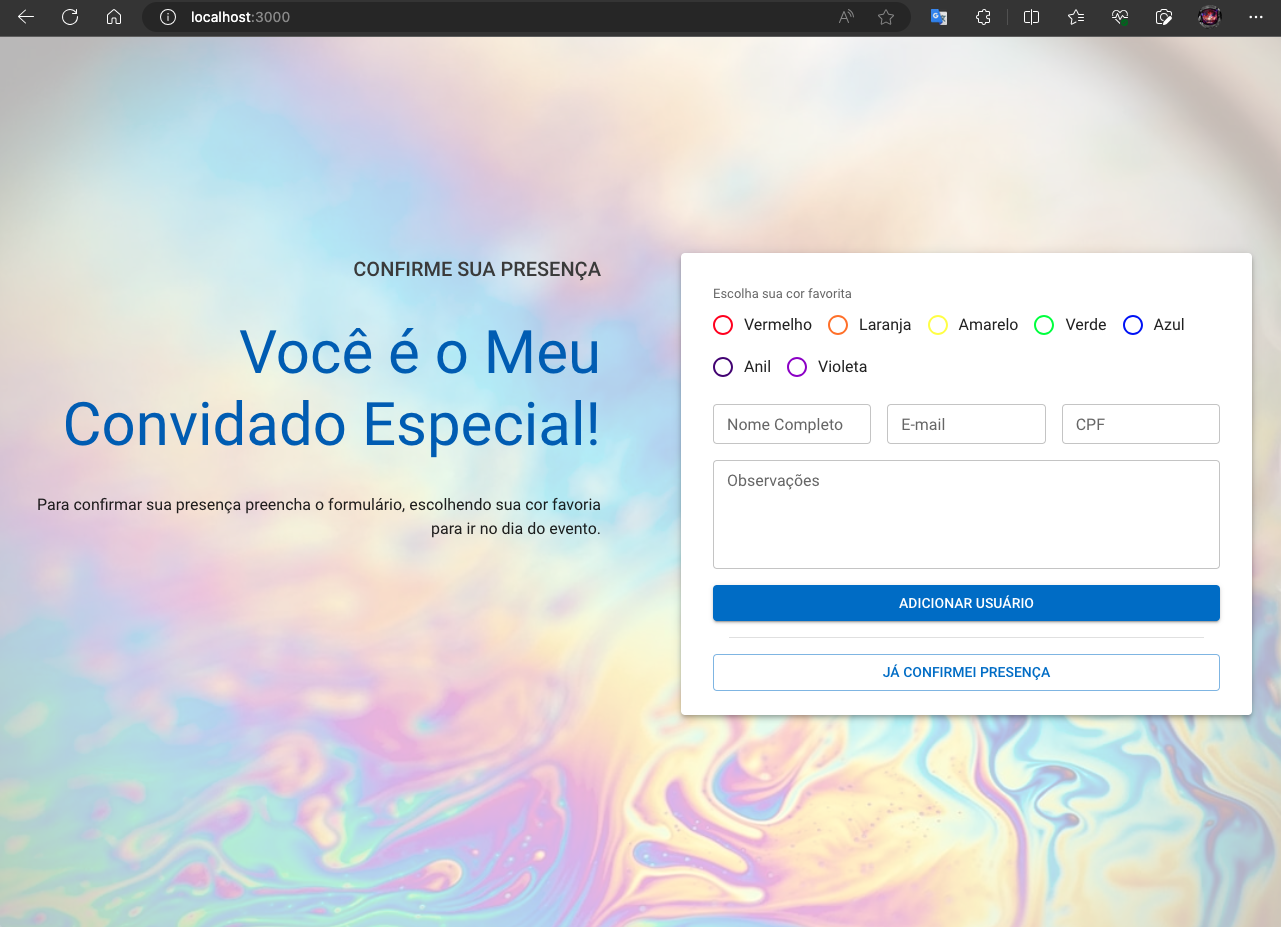 localhost:3000
CONFIRME SUA PRESENÇA
Você é o Meu
Convidado Especial!
Para confirmar sua presença preencha o formulário, escolhendo sua cor favoria
para ir no dia do evento.
Escolha sua cor favorita
Vermelho Laranja Amarelo Verde Azul
Anil Violeta
Nome Completo E-mail CPF
Observações
ADICIONAR USUÁRIO
JÁ CONFIRMEI PRESENÇA